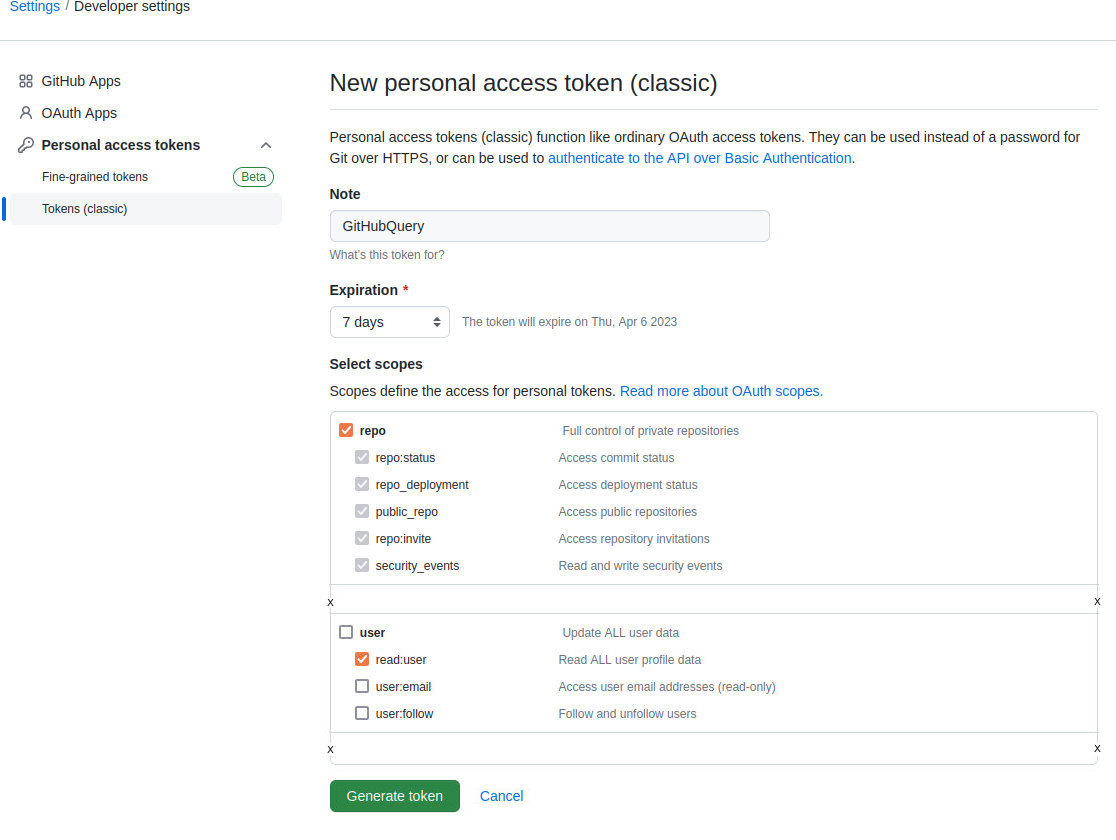 Settings / Developer settings
GitHub Apps
OAuth Apps
Personal access tokens
Fine-grained tokens Beta
Tokens (classic)
New personal access token (classic)
Personal access tokens (classic) function like ordinary OAuth access tokens. They can be used instead of a password for
Git over HTTPS, or can be used to authenticate to the API over Basic Authentication.
Note
GitHubQuery
What's this token for?
Expiration *
7 days The token will expire on Thu, Apr 6 2023
Select scopes
Scopes define the access for personal tokens. Read more about OAuth scopes.
repo Full control of private repositories
repo:status Access commit status
repo_deployment Access deployment status
public_repo Access public repositories
repo:invite Access repository invitations
security_events Read and write security events
x x
user Update ALL user data
read:user Read ALL user profile data
user:email Access user email addresses (read-only)
user:follow Follow and unfollow users
x x
Generate token Cancel